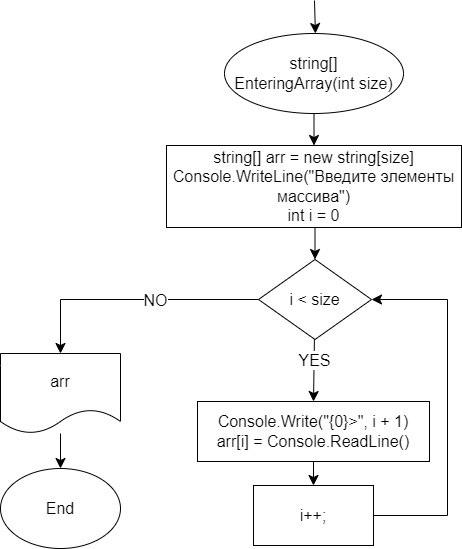 string[]
EnteringArray(int size)
string[] arr = new string[size]
Console.WriteLine("Введите элементы
массива")
int i = 0
i < size
NO
YES
arr
Console.Write("{0}>", i + 1)
arr[i] = Console.ReadLine()
End
i++;